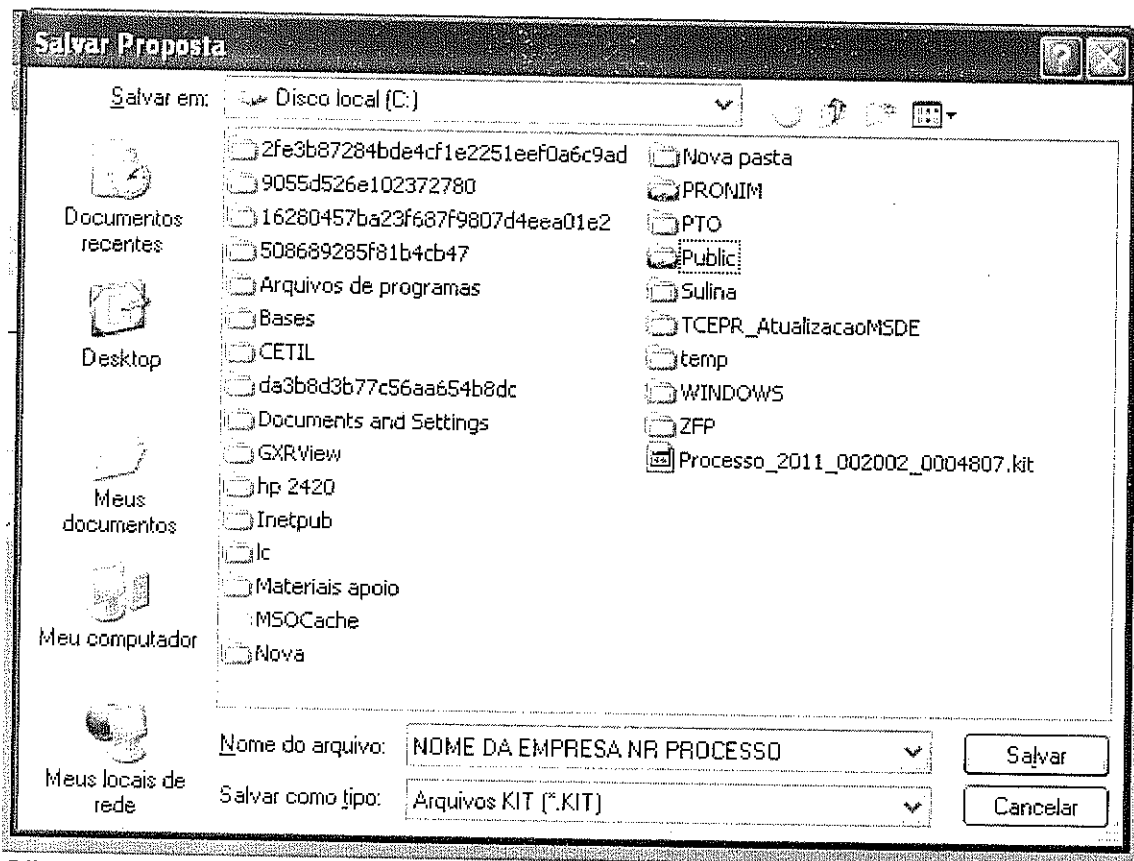 Salvar Proposta
Salvar em: Disco local (C:)
Documentos
recentes
Desktop
Meus
documentos
Meu computador
Meus locais de
rede
2fe3b87284bde4cf1e2251eef0a6c9ad
9055d526e102372780
16280457ba23f687f9807d4eea01e2
508689285f81b4cb47
Arquivos de programas
Bases
CETIL
da3b8d3b77c56aa654b8dc
Documents and Settings
GXRView
hp 2420
Inetpub
lc
Materiais apoio
MSOCache
Nova
Nova pasta
PRONIM
PTO
Public
Sulina
TCEPR_AtualizacaoMSDE
temp
WINDOWS
ZFP
Processo_2011_002002_0004807.kit
Nome do arquivo: NOME DA EMPRESA NR PROCESSO
Salvar
Salvar como tipo: Arquivos KIT (*.KIT)
Cancelar